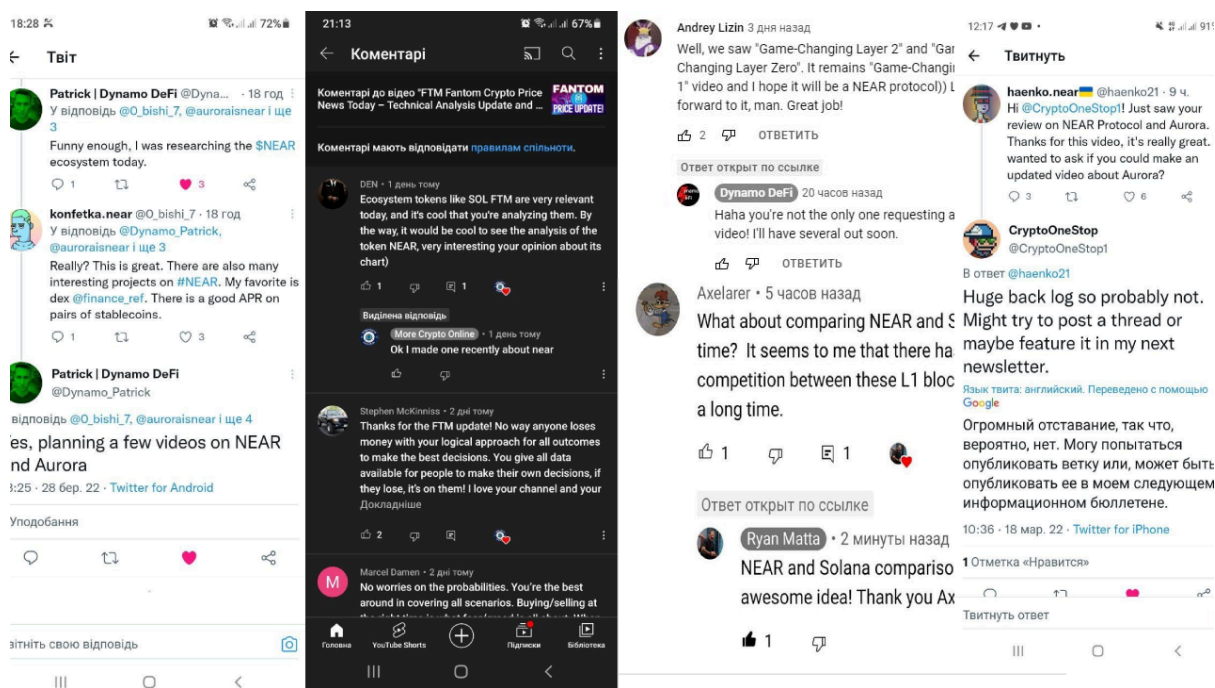 18:28
72%
Твіт
Patrick | Dynamo DeFi @Dyna... · 18 год
У відповідь @0_bishi_7, @auroraisnear і ще
3
Funny enough, I was researching the $NEAR
ecosystem today.
1 3
konfetka.near @0_bishi_7 · 18 год
У відповідь @Dynamo_Patrick,
@auroraisnear і ще 3
Really? This is great. There are also many
interesting projects on #NEAR. My favorite is
dex @finance_ref. There is a good APR on
pairs of stablecoins.
1 3
Patrick | Dynamo DeFi
@Dynamo_Patrick
відповідь @0_bishi_7, @auroraisnear і ще 4
es, planning a few videos on NEAR
nd Aurora
:25 · 28 бер. 22 · Twitter for Android
Уподобання
вітніть свою відповідь
21:13
67%
Коментарі
Коментарі до відео "FTM Fantom Crypto Price
News Today – Technical Analysis Update and ...
FANTOM
PRICE UPDATE!
Коментарі мають відповідати правилам спільноти.
DEN • 1 день тому
Ecosystem tokens like SOL FTM are very relevant
today, and it's cool that you're analyzing them. By
the way, it would be cool to see the analysis of the
token NEAR, very interesting your opinion about its
chart)
1 1
Виділена відповідь
More Crypto Online • 1 день тому
Ok I made one recently about near
Stephen McKinniss • 2 дні тому
Thanks for the FTM update! No way anyone loses
money with your logical approach for all outcomes
to make the best decisions. You give all data
available for people to make their own decisions, if
they lose, it's on them! I love your channel and your
Докладніше
2
M
Marcel Damen • 2 дні тому
No worries on the probabilities. You're the best
around in covering all scenarios. Buying/selling at
Головна
YouTube Shorts
Підписки
Бібліотека
Andrey Lizin 3 дня назад
Well, we saw "Game-Changing Layer 2" and "Gar
Changing Layer Zero". It remains "Game-Changi
1" video and I hope it will be a NEAR protocol)) L
forward to it, man. Great job!
2 ОТВЕТИТЬ
Ответ открыт по ссылке
Dynamo DeFi 20 часов назад
Haha you're not the only one requesting a
video! I'll have several out soon.
ОТВЕТИТЬ
Axelarer • 5 часов назад
What about comparing NEAR and S
time? It seems to me that there ha
competition between these L1 bloc
a long time.
1 1
Ответ открыт по ссылке
Ryan Matta • 2 минуты назад
NEAR and Solana compariso
awesome idea! Thank you Ax
1
12:17
91%
Твитнуть
haenko.near @haenko21 · 9 ч.
Hi @CryptoOneStop1! Just saw your
review on NEAR Protocol and Aurora.
Thanks for this video, it's really great. I
wanted to ask if you could make an
updated video about Aurora?
3 6
CryptoOneStop
@CryptoOneStop1
В ответ @haenko21
Huge back log so probably not.
Might try to post a thread or
maybe feature it in my next
newsletter.
Язык твита: английский. Переведено с помощью
Google
Огромный отставание, так что,
вероятно, нет. Могу попытаться
опубликовать ветку или, может быть
опубликовать ее в моем следующем
информационном бюллетене.
10:36 · 18 мар. 22 · Twitter for iPhone
1 Отметка «Нравится»
Твитнуть ответ